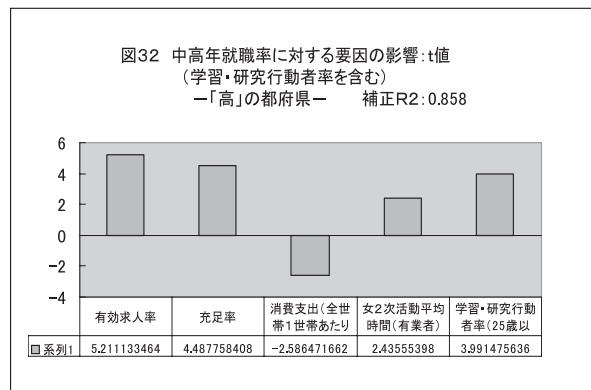 図32 中高年就職率に対する要因の影響:t値
(学習・研究行動者率を含む)
ー「高」の都府県ー 補正R2:0.858
6
4
2
0
-2
-4
有効求人率 充足率 消費支出(全世帯1世帯あたり 女2次活動平均時間(有業者) 学習・研究行動者率(25歳以
系列1 5.211133464 4.487758408 -2.586471662 2.43555398 3.991475636